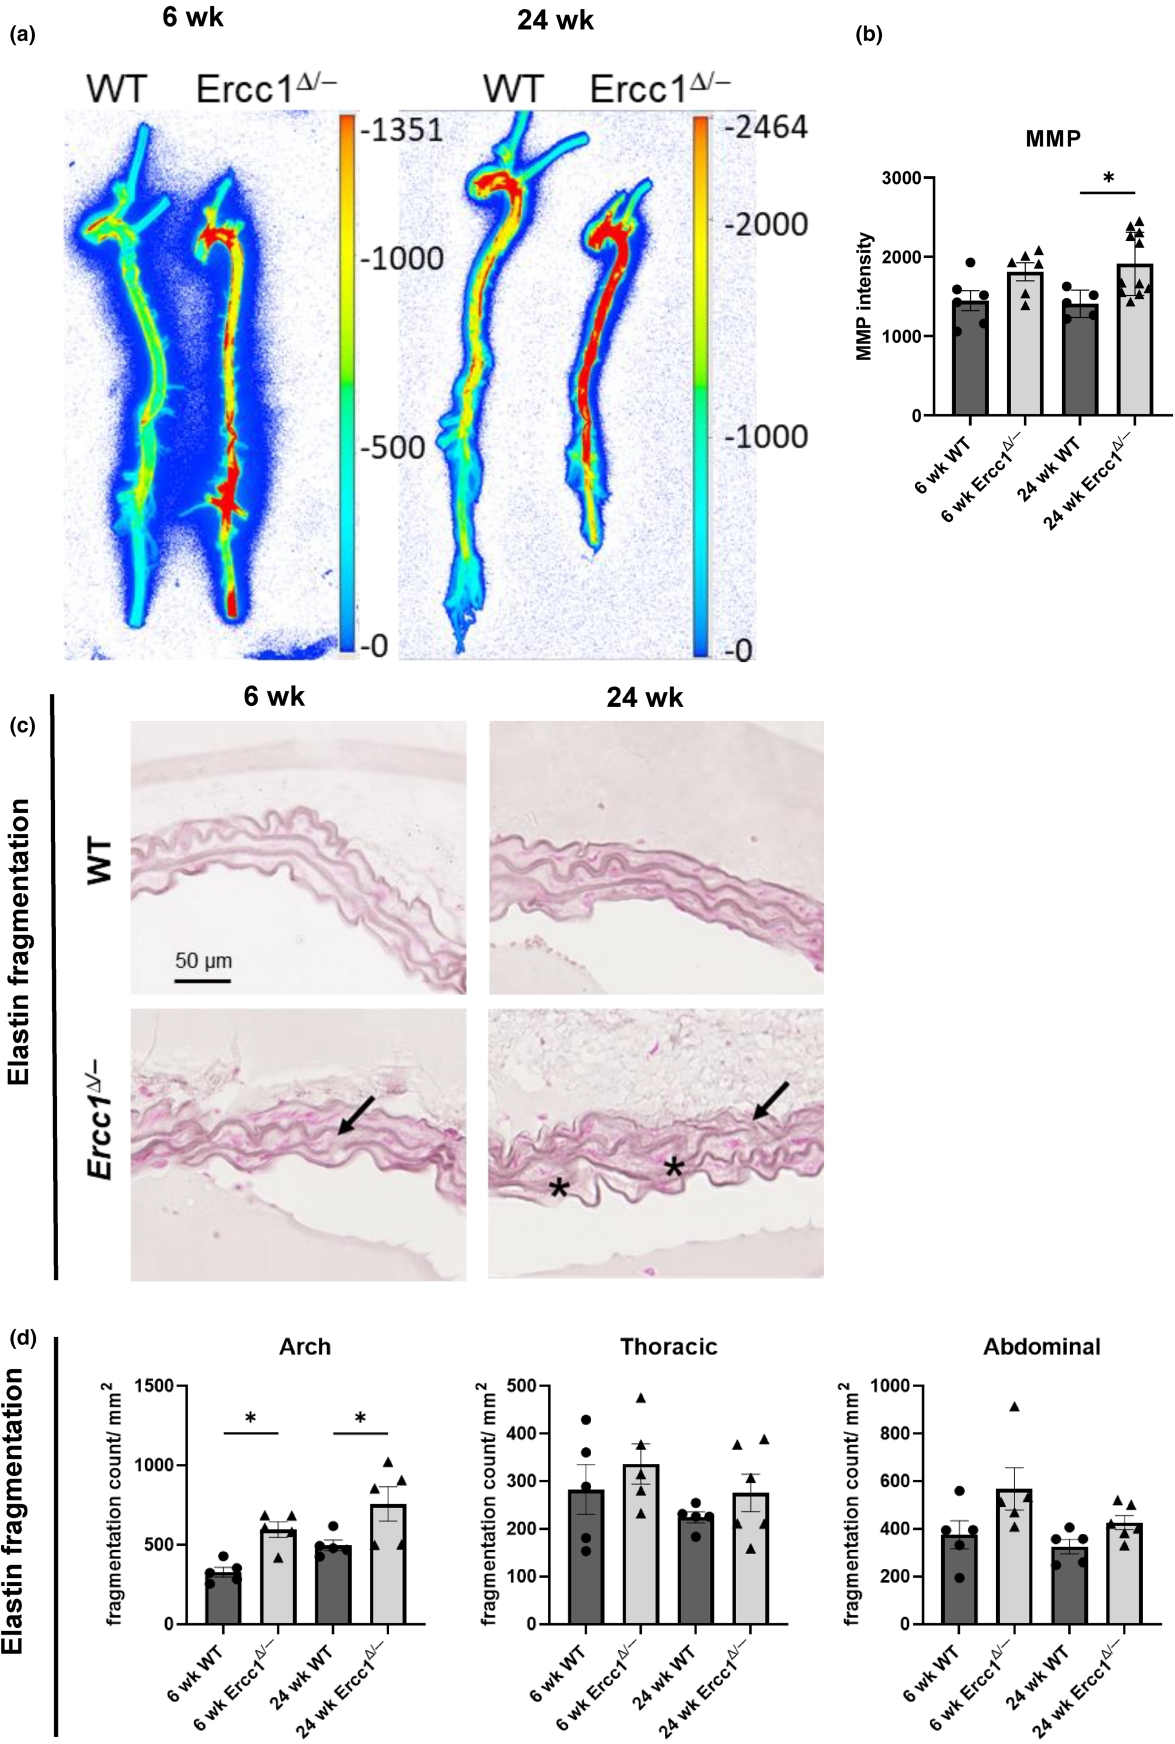 (a)
6 wk
24 wk
WT
Ercc1Δ/–
WT
Ercc1Δ/–
-1351
-1000
-500
-0
-2464
-2000
-1000
-0
(b)
MMP
*
MMP intensity
3000
2000
1000
0
6 wk WT
6 wk Ercc1Δ/–
24 wk WT
24 wk Ercc1Δ/–
(c)
6 wk
24 wk
Elastin fragmentation
WT
50 µm
Ercc1Δ/–
*
*
(d)
Elastin fragmentation
Arch
fragmentation count/ mm2
1500
1000
500
0
*
*
6 wk WT
6 wk Ercc1Δ/–
24 wk WT
24 wk Ercc1Δ/–
Thoracic
fragmentation count/ mm2
500
400
300
200
100
0
6 wk WT
6 wk Ercc1Δ/–
24 wk WT
24 wk Ercc1Δ/–
Abdominal
fragmentation count/ mm2
1000
800
600
400
200
0
6 wk WT
6 wk Ercc1Δ/–
24 wk WT
24 wk Ercc1Δ/–